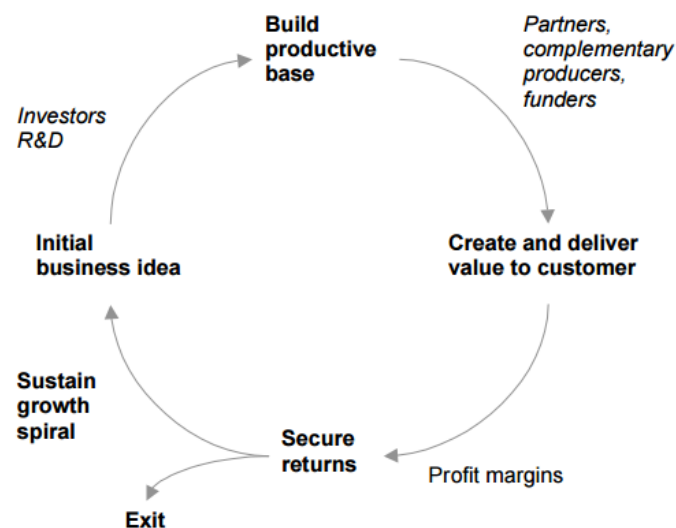 Build
productive
base
Partners,
complementary
producers,
funders
Investors
R&D
Initial
business idea
Create and deliver
value to customer
Sustain
growth
spiral
Secure
returns
Profit margins
Exit